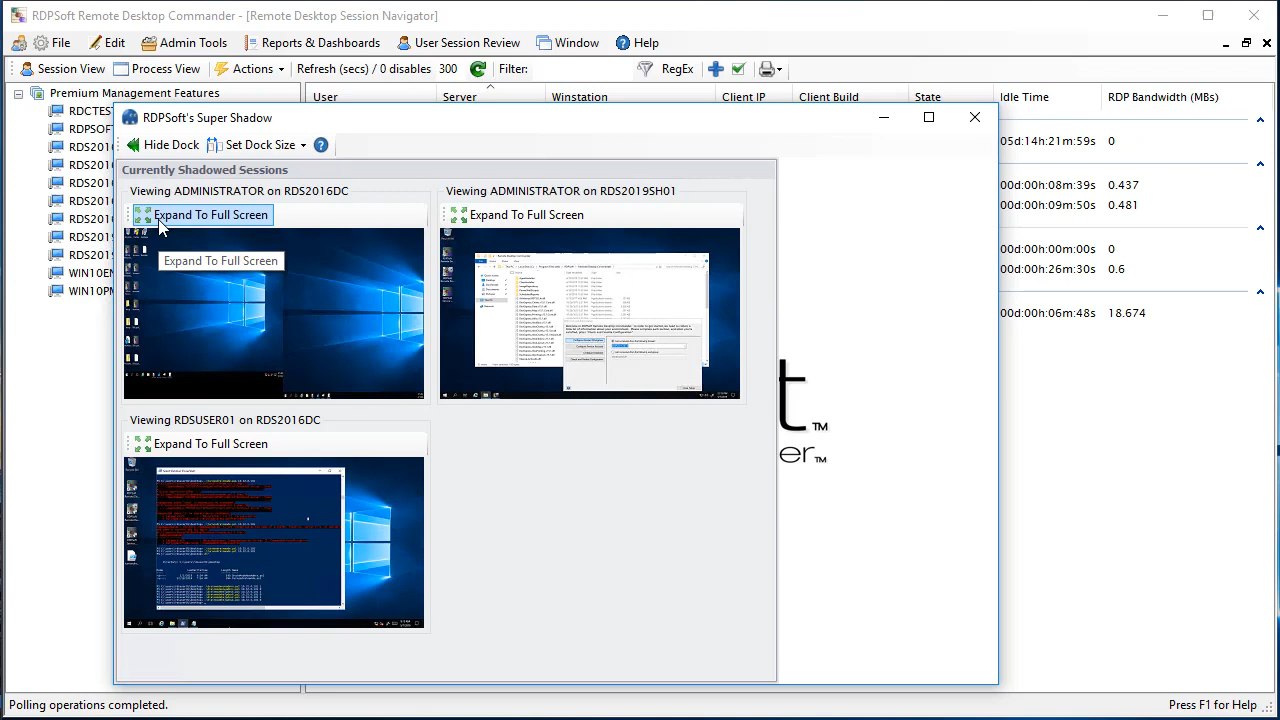 RDPSoft Remote Desktop Commander - [Remote Desktop Session Navigator]
File Edit Admin Tools Reports & Dashboards User Session Review Window Help
Session View Process View Actions Refresh (secs) / 0 disables 300 Filter: RegEx
Premium Management Features
User Server Winstation Client IP Client Build State Idle Time RDP Bandwidth (MBs)
RDCTES
RDPSOF
RDS201
RDS201
RDS201
RDS201
RDS201
RDS201
RDS201
WIN10EN
WIN10PM
05d:14h:21m:59s 0
00d:00h:08m:39s 0.437
00d:00h:09m:50s 0.481
00d:00h:00m:00s 0
00d:00h:26m:30s 0.6
00d:00h:06m:48s 18.674
RDPSoft's Super Shadow
Hide Dock Set Dock Size
Currently Shadowed Sessions
Viewing ADMINISTRATOR on RDS2016DC
Expand To Full Screen
Expand To Full Screen
Viewing ADMINISTRATOR on RDS2019SH01
Expand To Full Screen
Viewing RDSUSER01 on RDS2016DC
Expand To Full Screen
t™
er™
Polling operations completed. Press F1 for Help